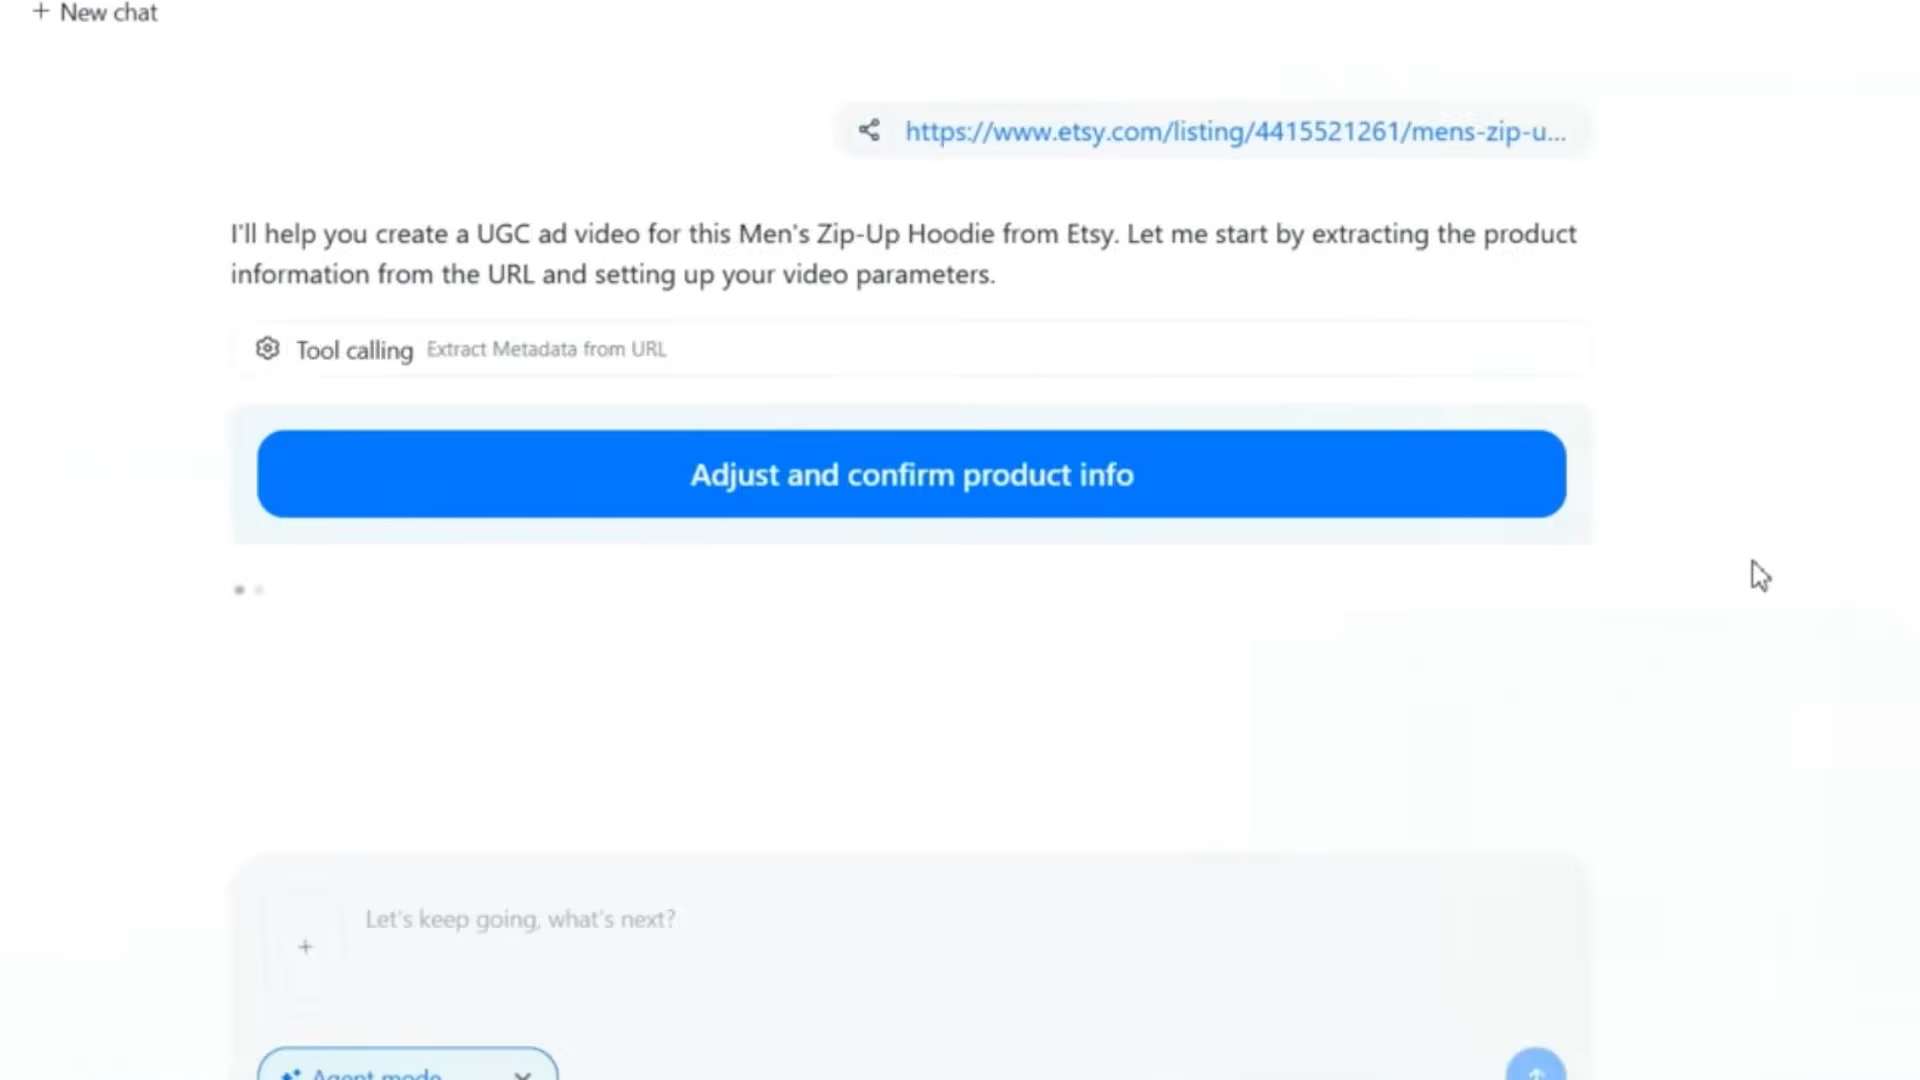 + New chat
https://www.etsy.com/listing/4415521261/mens-zip-u...
I'll help you create a UGC ad video for this Men's Zip-Up Hoodie from Etsy. Let me start by extracting the product
information from the URL and setting up your video parameters.
Tool calling Extract Metadata from URL
Adjust and confirm product info
Let's keep going, what's next?
+
Agent mode